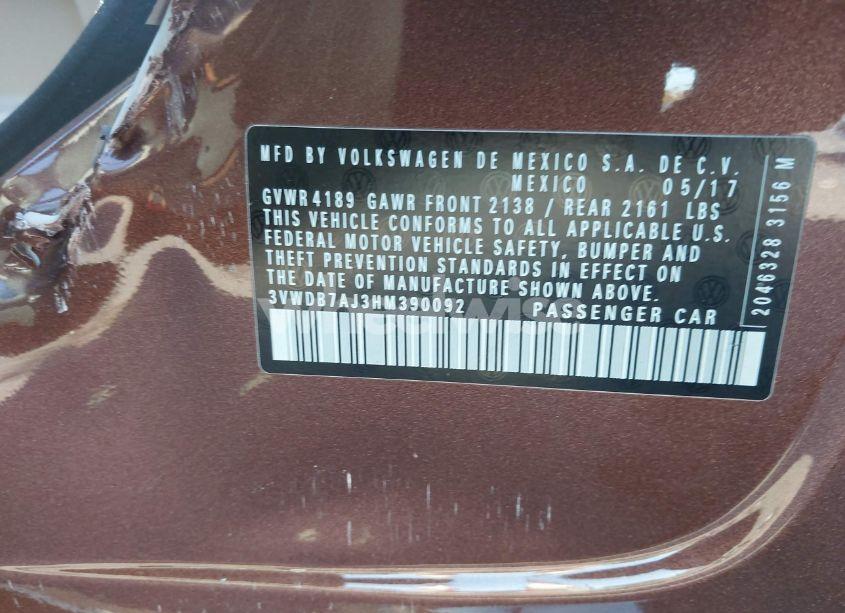 MFD BY VOLKSWAGEN DE MEXICO S.A. DE C.V.
MEXICO 05/17
GVWR 4189 GAWR FRONT 2138 / REAR 2161 LBS
THIS VEHICLE CONFORMS TO ALL APPLICABLE U.S.
FEDERAL MOTOR VEHICLE SAFETY, BUMPER AND
THEFT PREVENTION STANDARDS IN EFFECT ON
THE DATE OF MANUFACTURE SHOWN ABOVE.
3VWDB7AJ3HM390092 PASSENGER CAR
2046328 3156 M